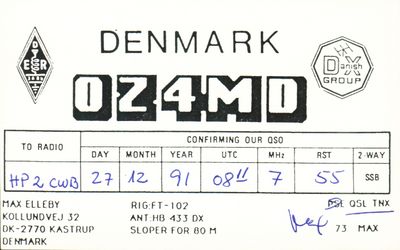 DENMARK
EDR
Danish DX GROUP
OZ4MD
TO RADIO
CONFIRMING OUR QSO
DAY MONTH YEAR UTC MHz RST 2-WAY
HP2CWB 27 12 91 0811 7 55 SSB
MAX ELLEBY RIG:FT-102 PSE QSL TNX
KOLLUNDVEJ 32 ANT:HB 433 DX
DK-2770 KASTRUP SLOPER FOR 80 M 73 MAX
DENMARK